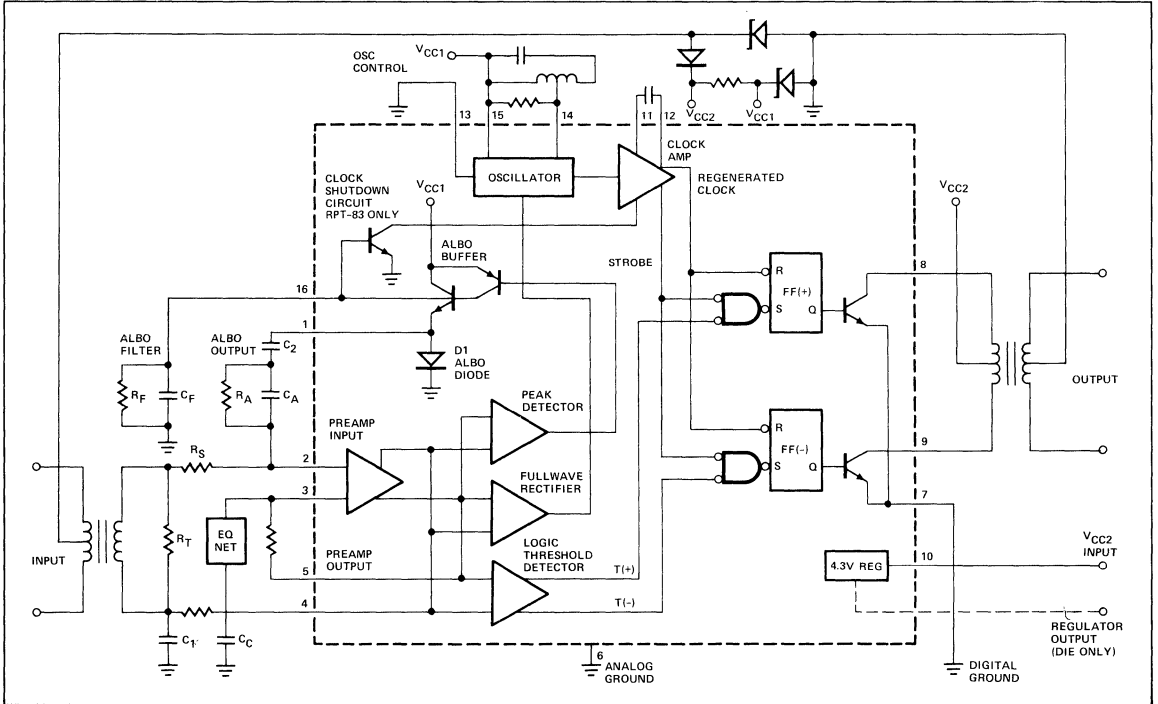 OSC
CONTROL
VCC1
13
15
14
11
12
VCC2
VCC1
CLOCK
AMP
CLOCK
SHUTDOWN
CIRCUIT
RPT-83 ONLY
OSCILLATOR
REGENERATED
CLOCK
VCC1
VCC2
ALBO
BUFFER
STROBE
R
FF(+)
S
Q
8
16
1
ALBO
FILTER
ALBO
OUTPUT
C2
D1
ALBO
DIODE
RF
CF
RA
CA
OUTPUT
PEAK
DETECTOR
PREAMP
INPUT
R
FF(-)
S
Q
9
RS
2
3
FULLWAVE
RECTIFIER
7
RT
EQ
NET
INPUT
LOGIC
THRESHOLD
DETECTOR
PREAMP
OUTPUT
5
T(+)
4
T(-)
4.3V REG
10
VCC2
INPUT
C1
CC
REGULATOR
OUTPUT
(DIE ONLY)
6
ANALOG
GROUND
DIGITAL
GROUND